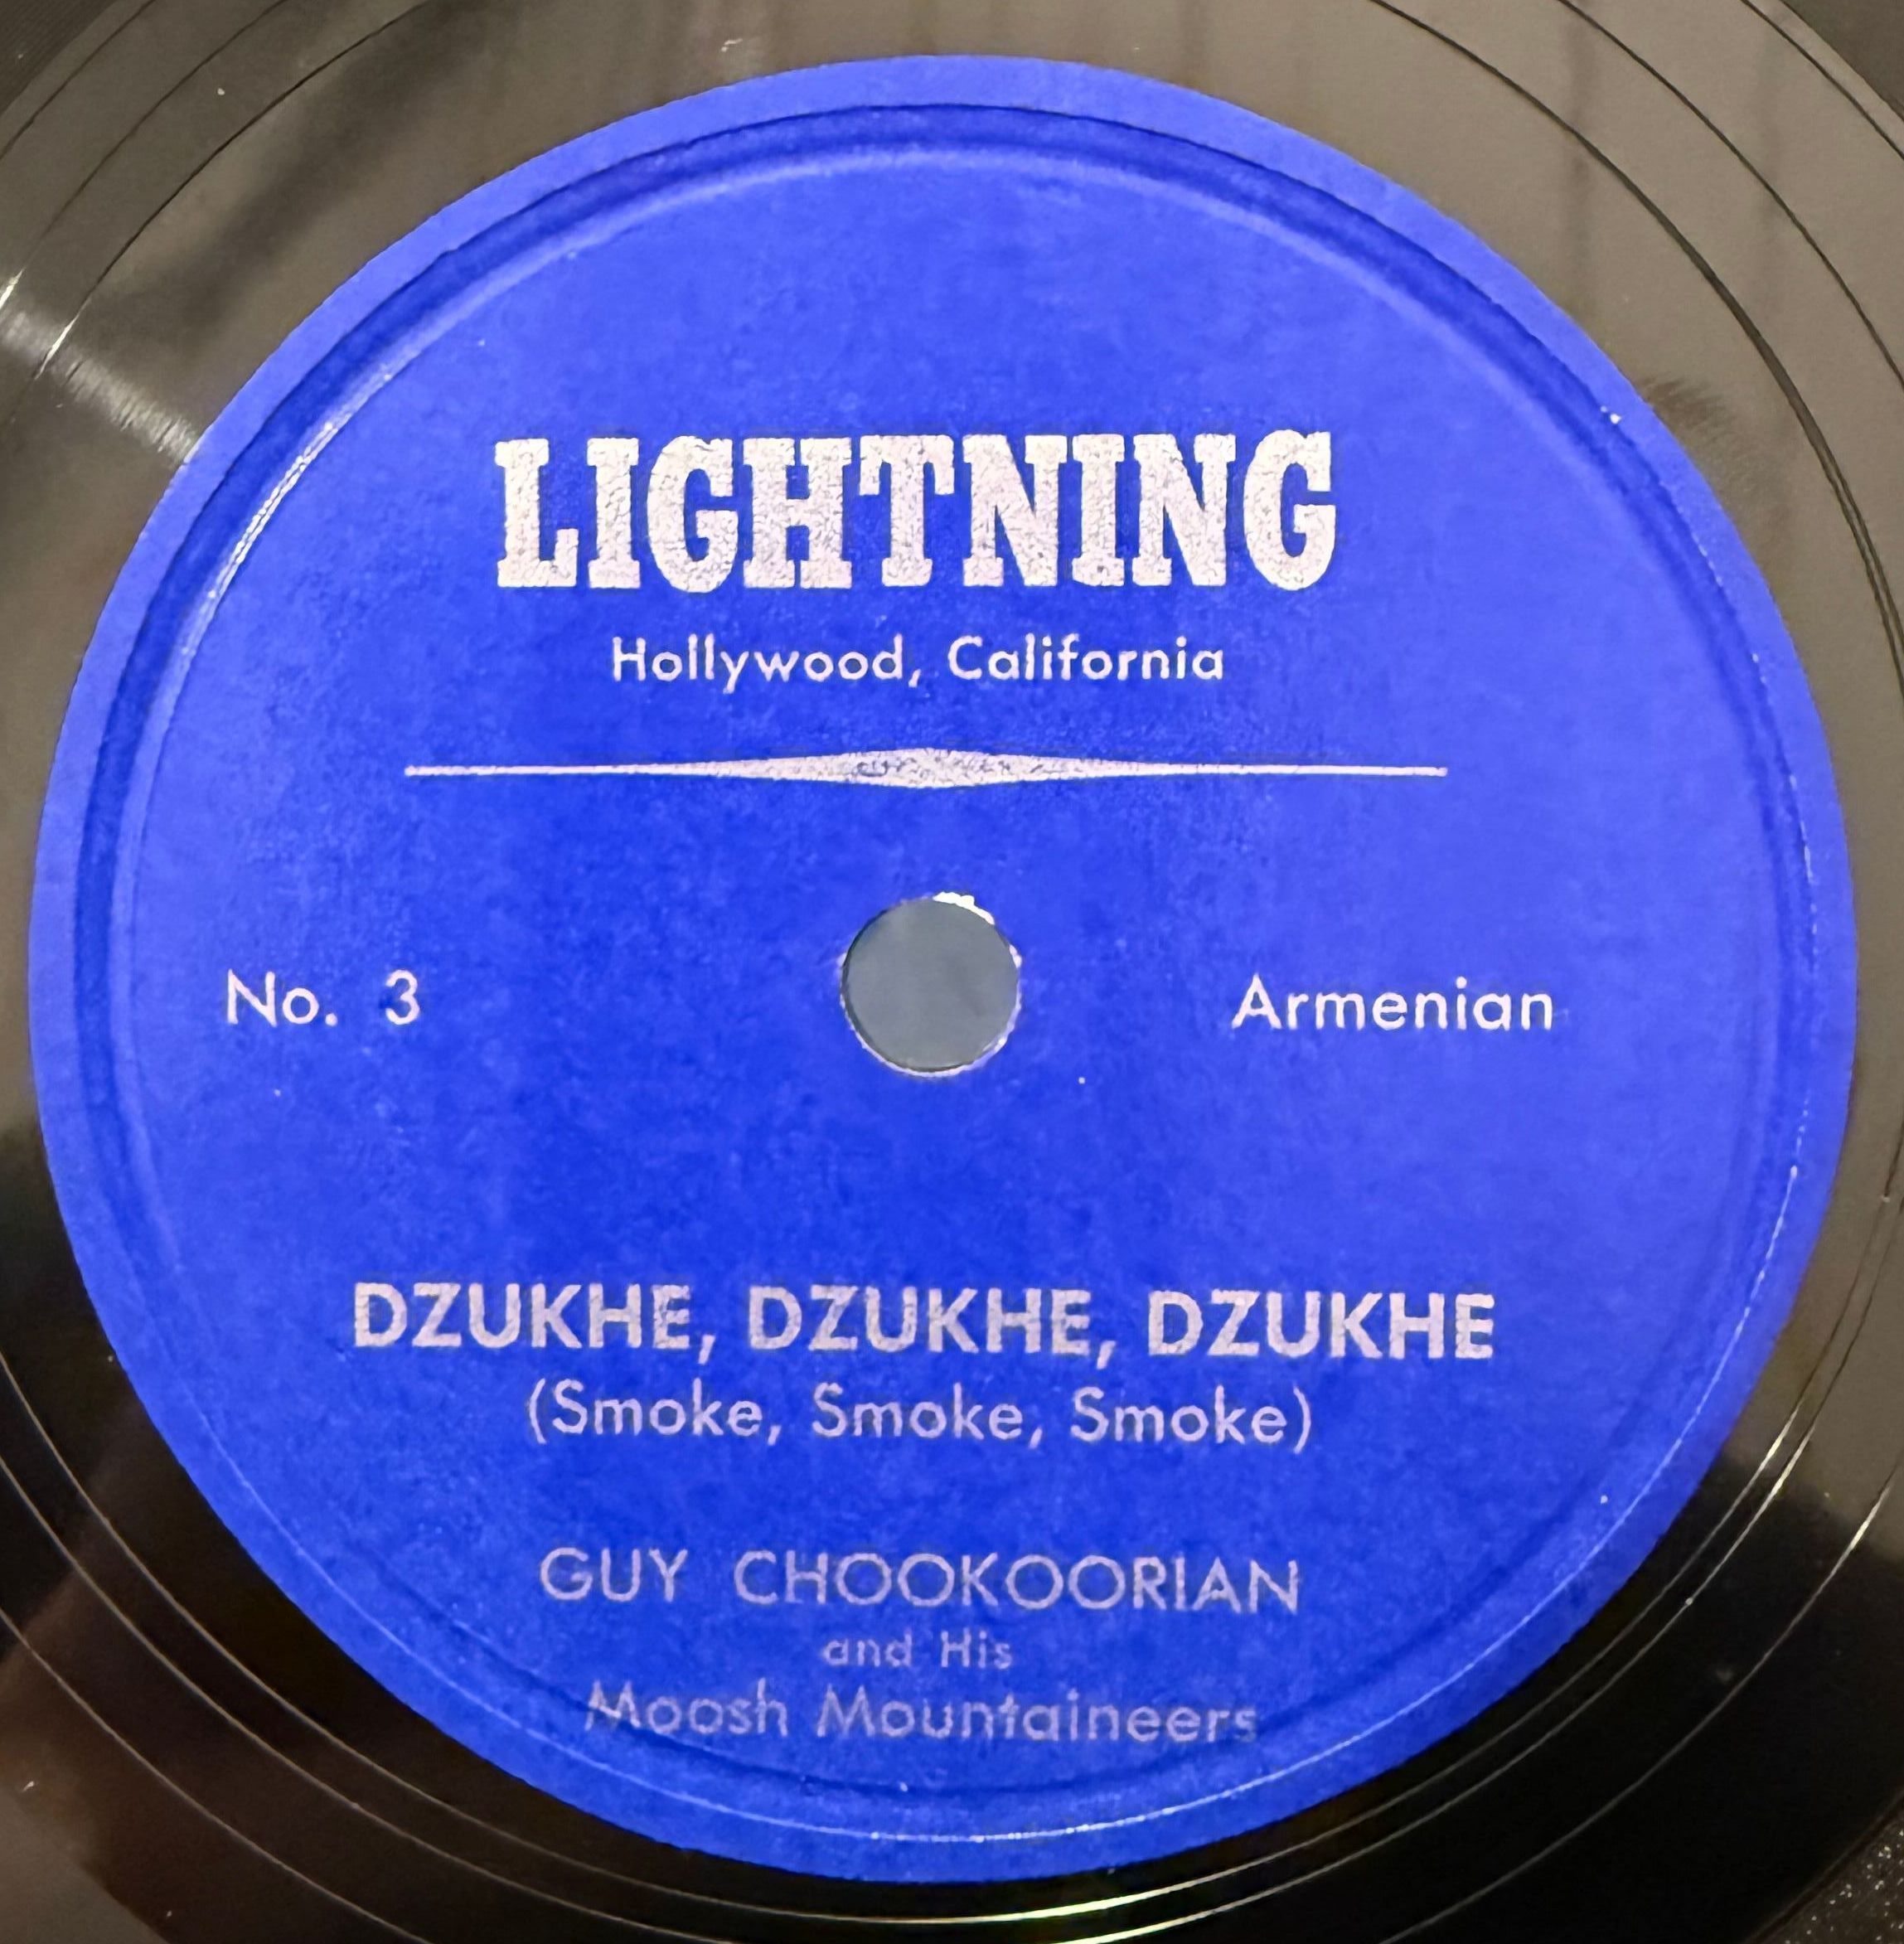 LIGHTNING
Hollywood, California
No. 3 Armenian
DZUKHE, DZUKHE, DZUKHE
(Smoke, Smoke, Smoke)
GUY CHOOKOORIAN
and His
Moosh Mountaineers